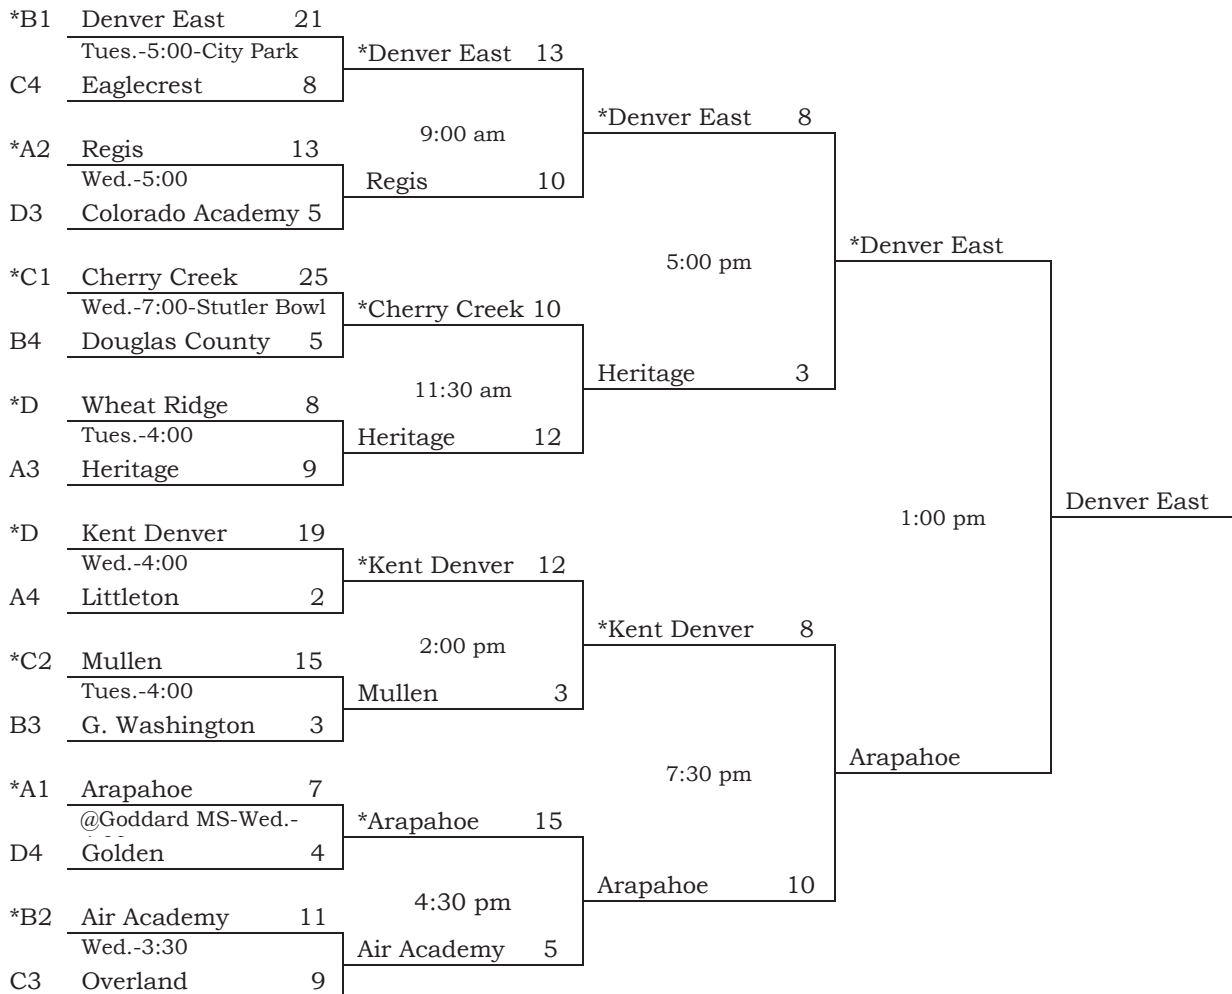 *B1 Denver East 21
Tues.-5:00-City Park
*Denver East 13
C4 Eaglecrest 8
*Denver East 8
9:00 am
*A2 Regis 13
Wed.-5:00
Regis 10
D3 Colorado Academy 5
*Denver East
5:00 pm
*C1 Cherry Creek 25
Wed.-7:00-Stutler Bowl
*Cherry Creek 10
B4 Douglas County 5
Heritage 3
11:30 am
*D Wheat Ridge 8
Tues.-4:00
Heritage 12
A3 Heritage 9
Denver East
1:00 pm
*D Kent Denver 19
Wed.-4:00
*Kent Denver 12
A4 Littleton 2
*Kent Denver 8
2:00 pm
*C2 Mullen 15
Tues.-4:00
Mullen 3
B3 G. Washington 3
Arapahoe
7:30 pm
*A1 Arapahoe 7
@Goddard MS-Wed.-
*Arapahoe 15
D4 Golden 4
Arapahoe 10
4:30 pm
*B2 Air Academy 11
Wed.-3:30
Air Academy 5
C3 Overland 9